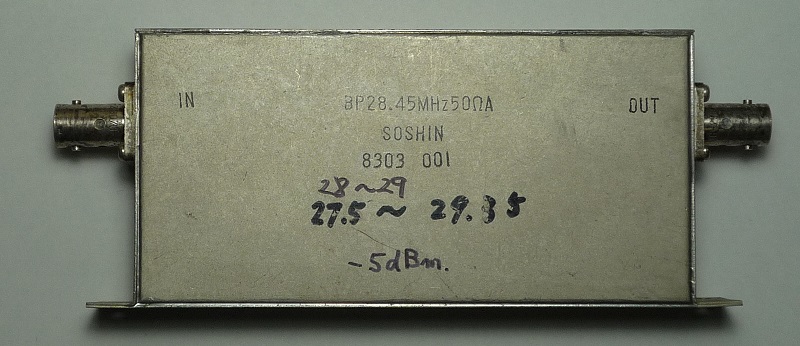 IN
BP28.45MHz50ΩA
OUT
SOSHIN
8303 001
28~29
27.5~ 29.35
-5dBm.